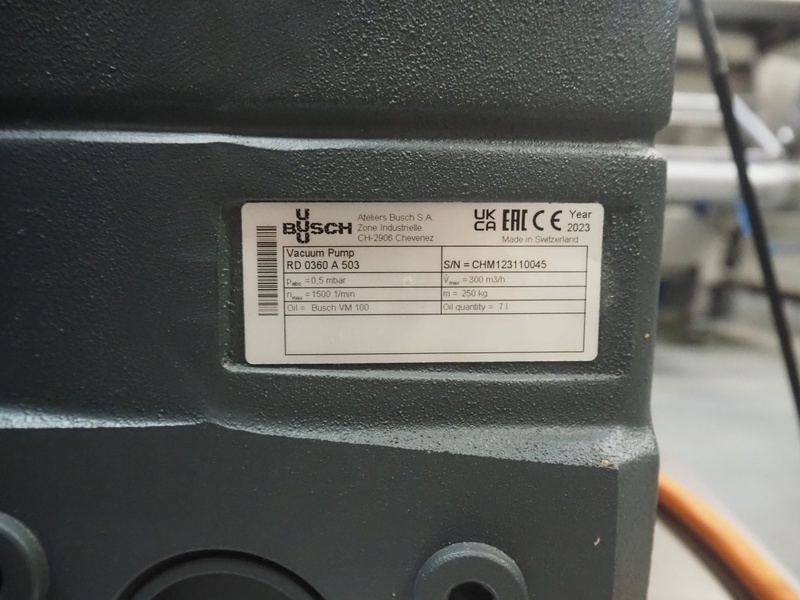 BUSCH
Ateliers Busch S.A.
Zone Industrielle
CH-2906 Chevenez
UK
CA EAC CE
Year
2023
Made in Switzerland
Vacuum Pump
RD 0360 A 503
S/N = CHM123110045
Pabs =0,5 mbar
V̇max = 300 m3/h
nmax =1500 1/min
m = 250 kg
Oil = Busch VM 100
Oil quantity = 7 l